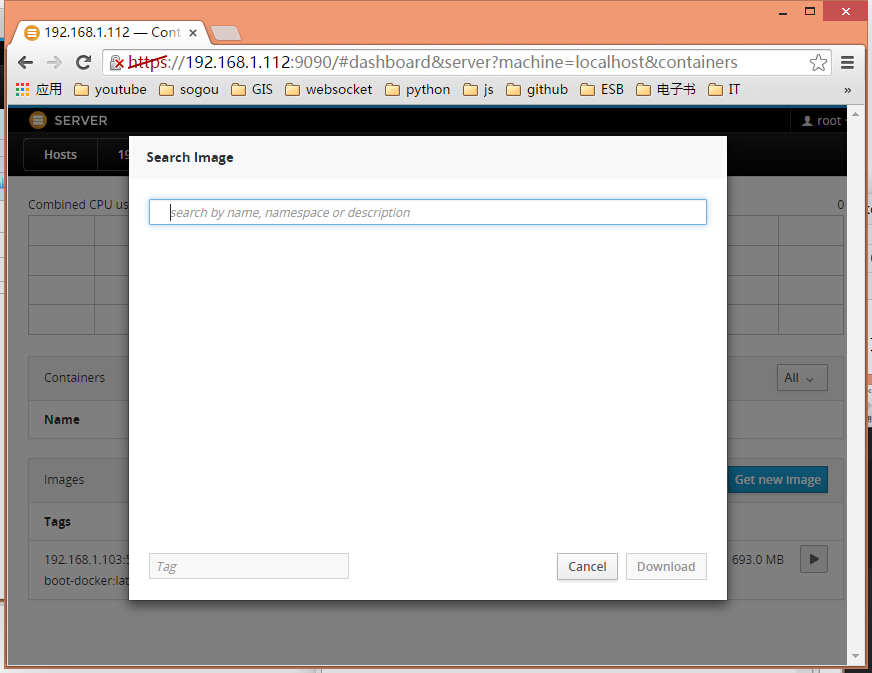 192.168.1.112 — Cont
https://192.168.1.112:9090/#dashboard&server?machine=localhost&containers
应用 youtube sogou GIS websocket python js github ESB 电子书 IT »
SERVER root
Hosts 19
Search Image
Combined CPU us 0
search by name, namespace or description
Containers All
Name
Images Get new image
Tags
192.168.1.103:5 693.0 MB
boot-docker:lat
Tag Cancel Download